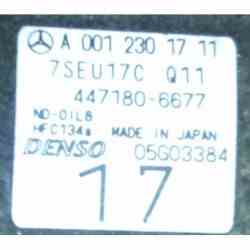 A 001 230 17 11
7SEU17C Q11
447180-6677
ND-OIL8
HFC134a MADE IN JAPAN
DENSO 05G03384
17